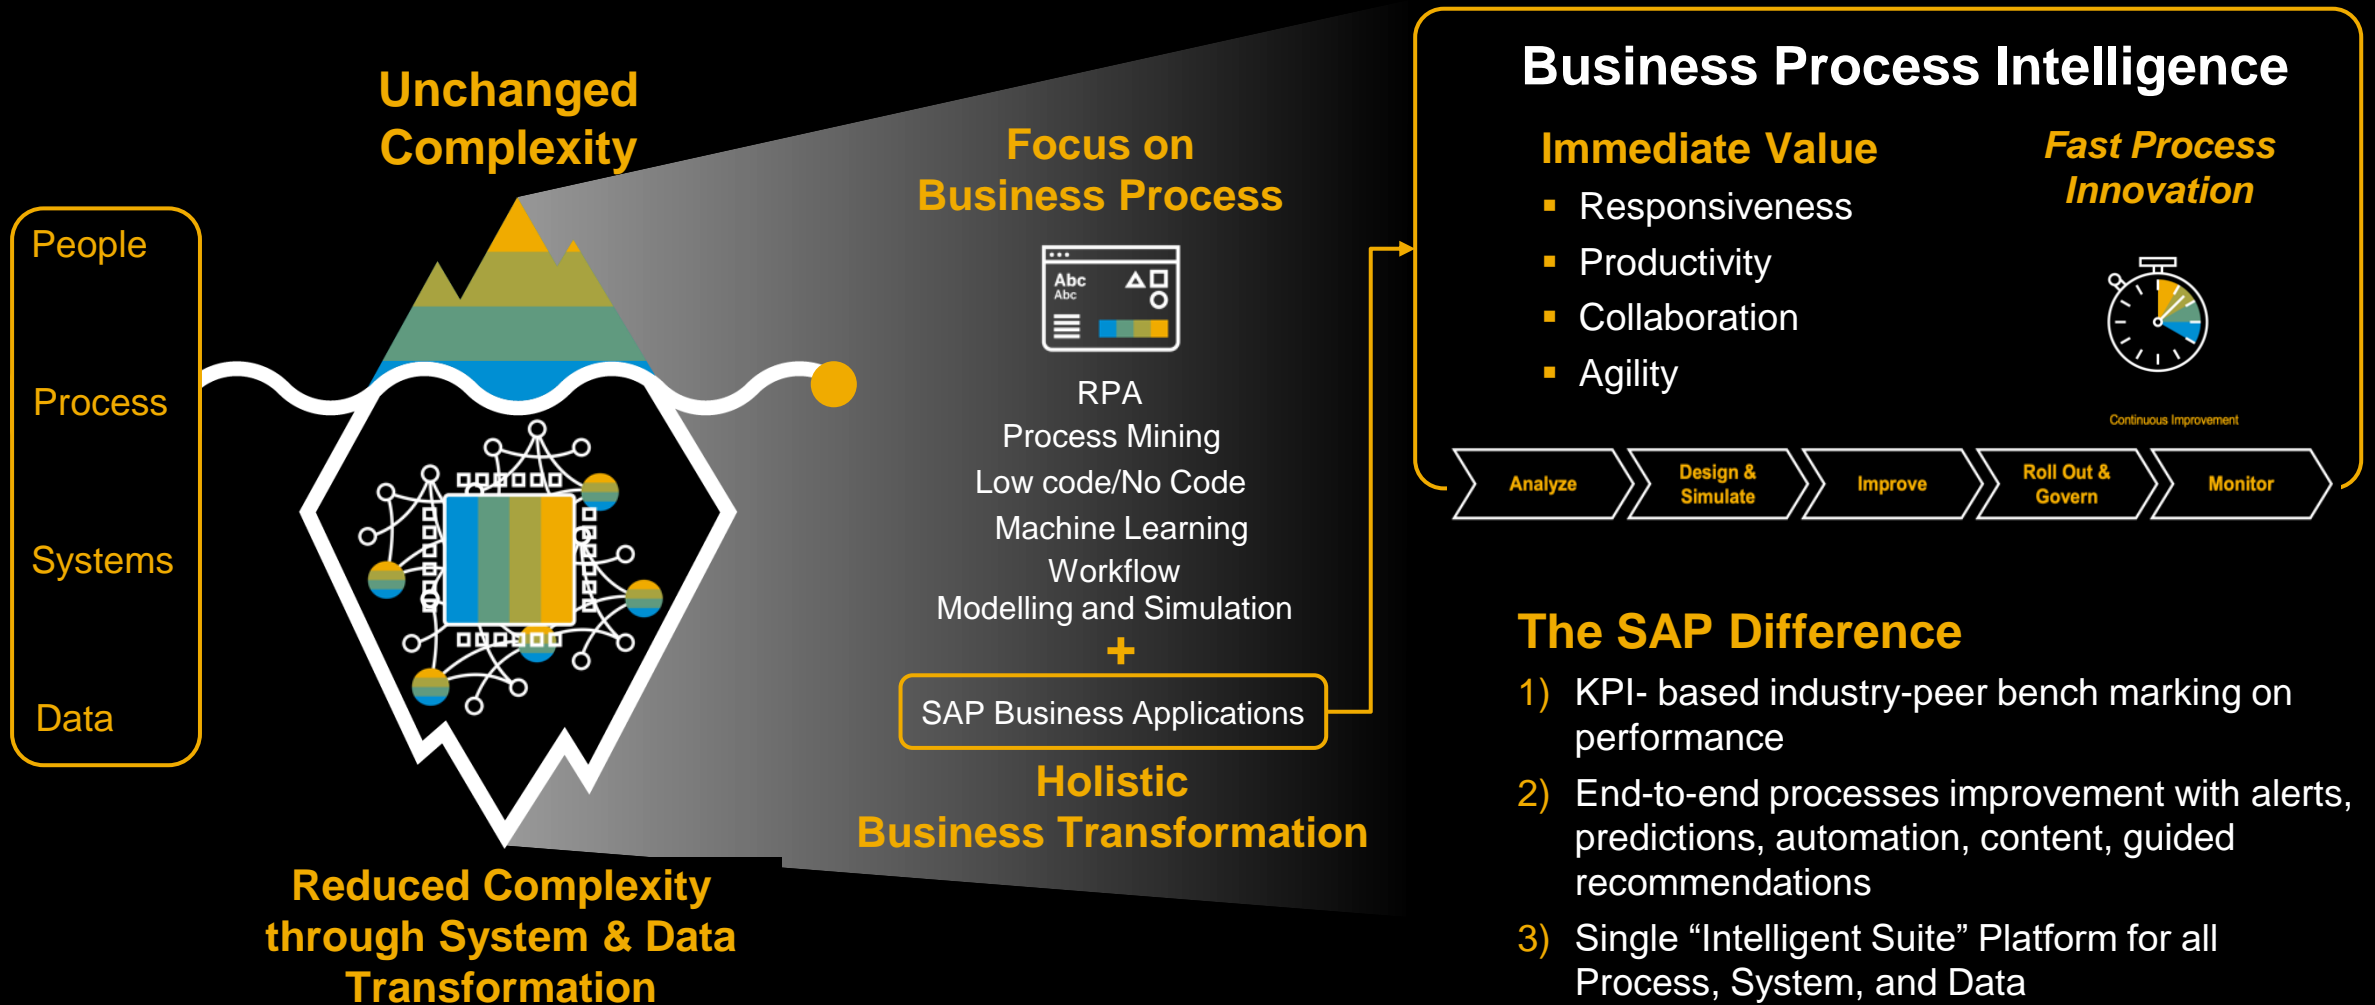 Unchanged
Complexity
People
Process
Systems
Data
Reduced Complexity
through System & Data
Transformation
Focus on
Business Process
Abc
Abc
RPA
Process Mining
Low code/No Code
Machine Learning
Workflow
Modelling and Simulation
+
SAP Business Applications
Holistic
Business Transformation
Business Process Intelligence
Immediate Value
▪ Responsiveness
▪ Productivity
▪ Collaboration
▪ Agility
Fast Process
Innovation
Continuous Improvement
Analyze
Design &
Simulate
Improve
Roll Out &
Govern
Monitor
The SAP Difference
1) KPI- based industry-peer bench marking on
performance
2) End-to-end processes improvement with alerts,
predictions, automation, content, guided
recommendations
3) Single “Intelligent Suite” Platform for all
Process, System, and Data